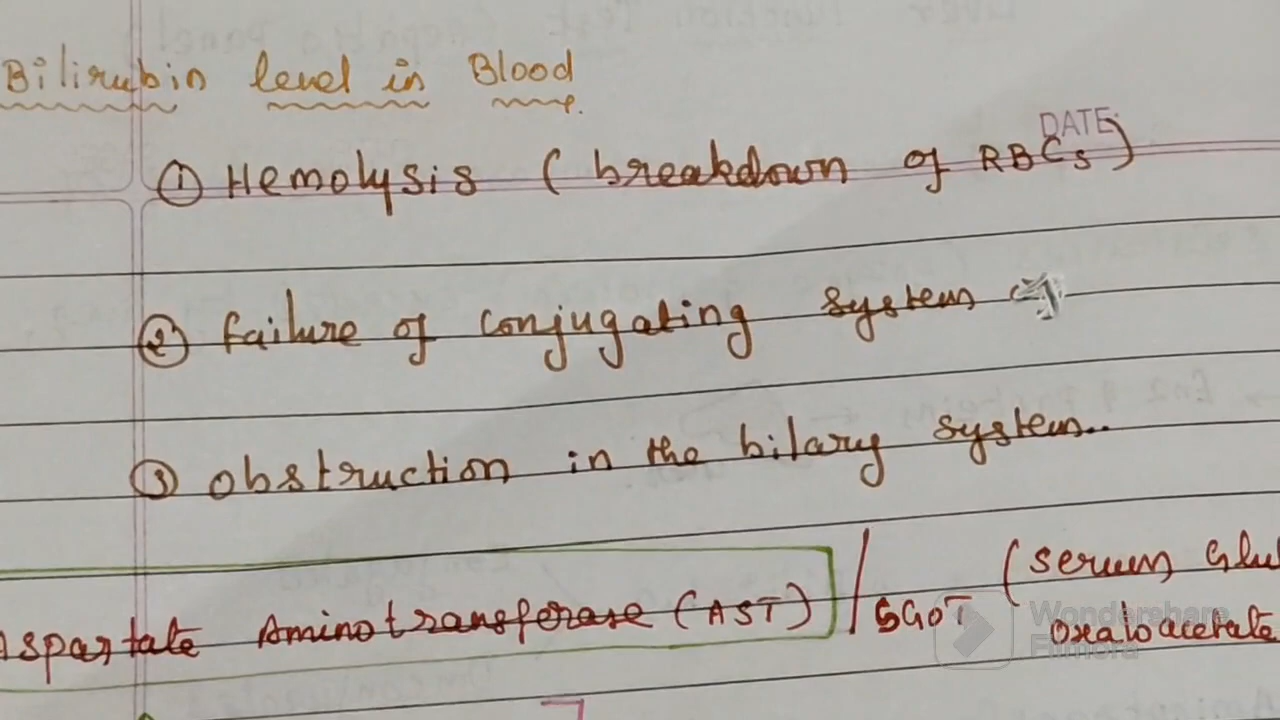 Bilirubin level in Blood
DATE:
① Hemolysis ( breakdown of RBCs )
② failure of conjugating system
③ obstruction in the bilary system..
Aspartate Aminotransferase (AST) / SGOT (serum Glu
oxaloacetate
Wondershare
Filmora